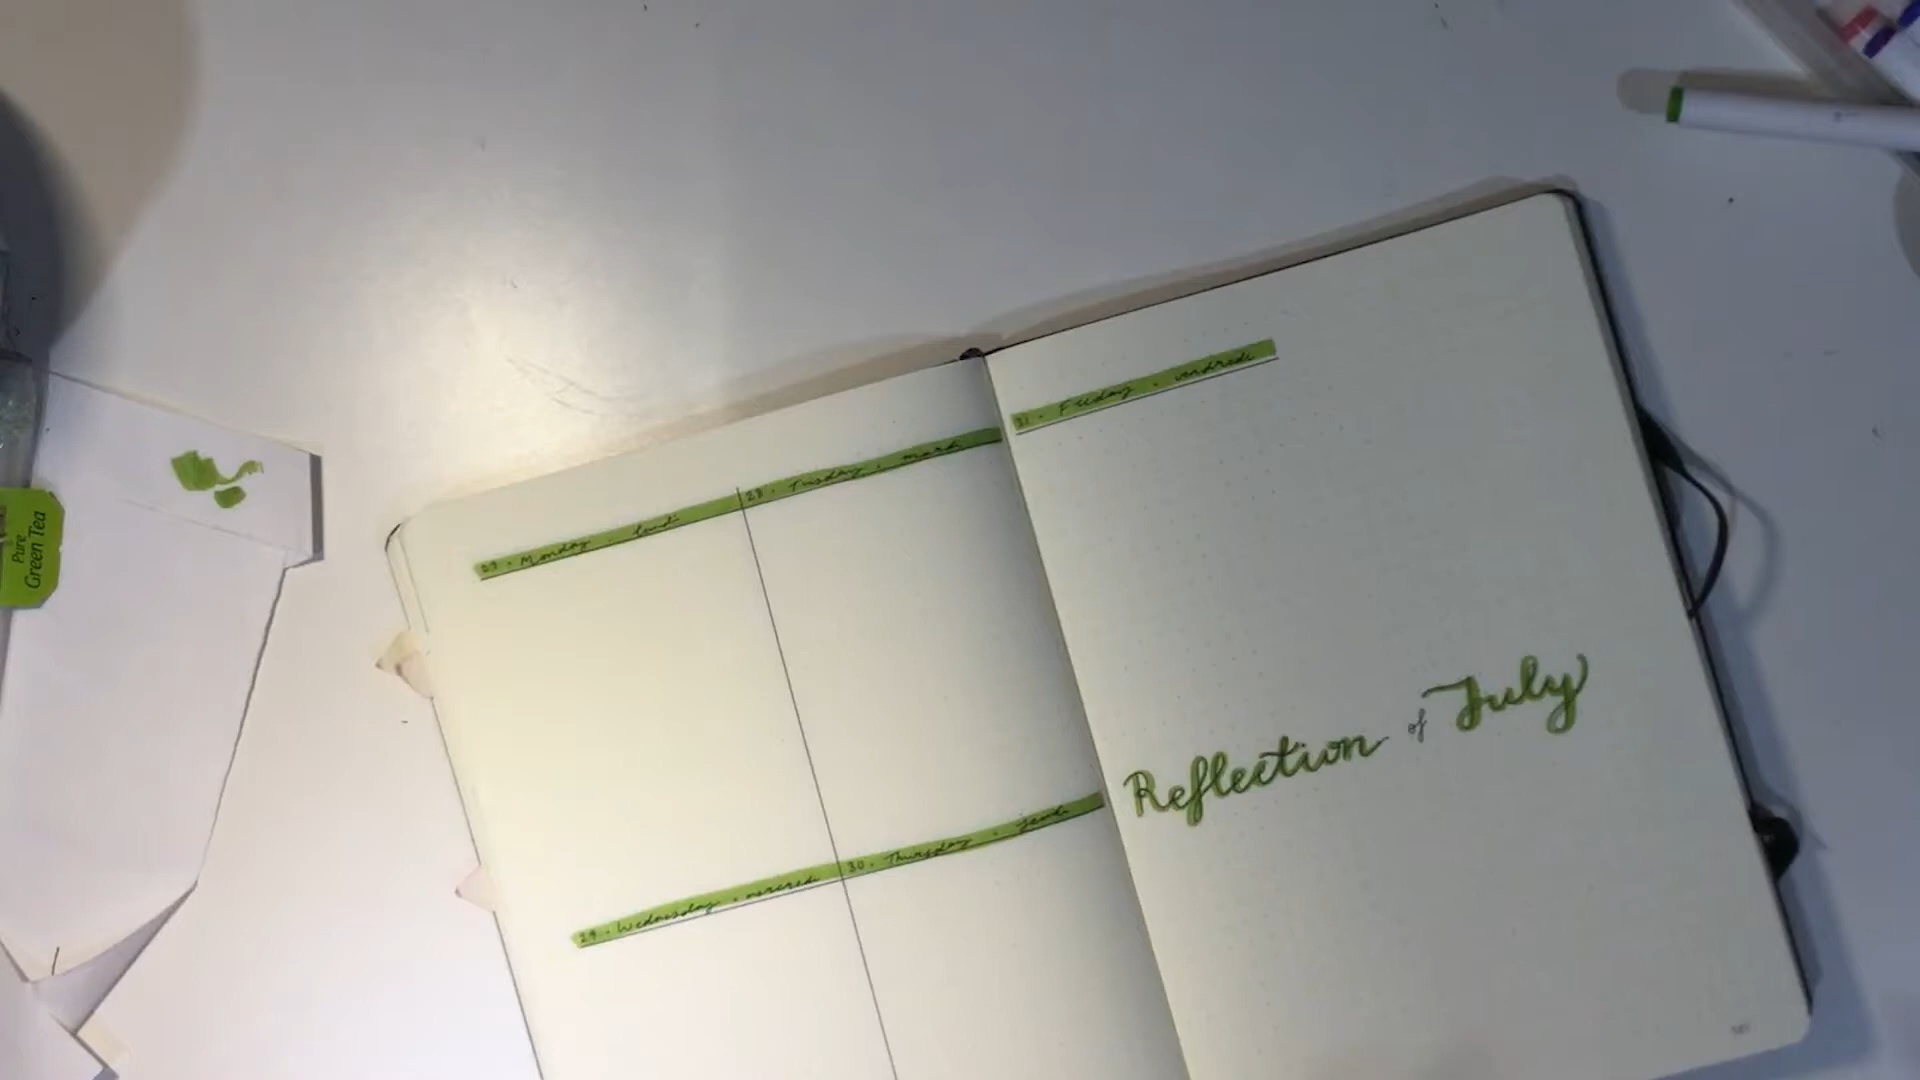 27. Monday . lundi
28. Tusday . mardi
29. Wednesday . mercredi
30. Thursday . jeudi
31. Friday . vendredi
Reflection of July
Pure
Green Tea